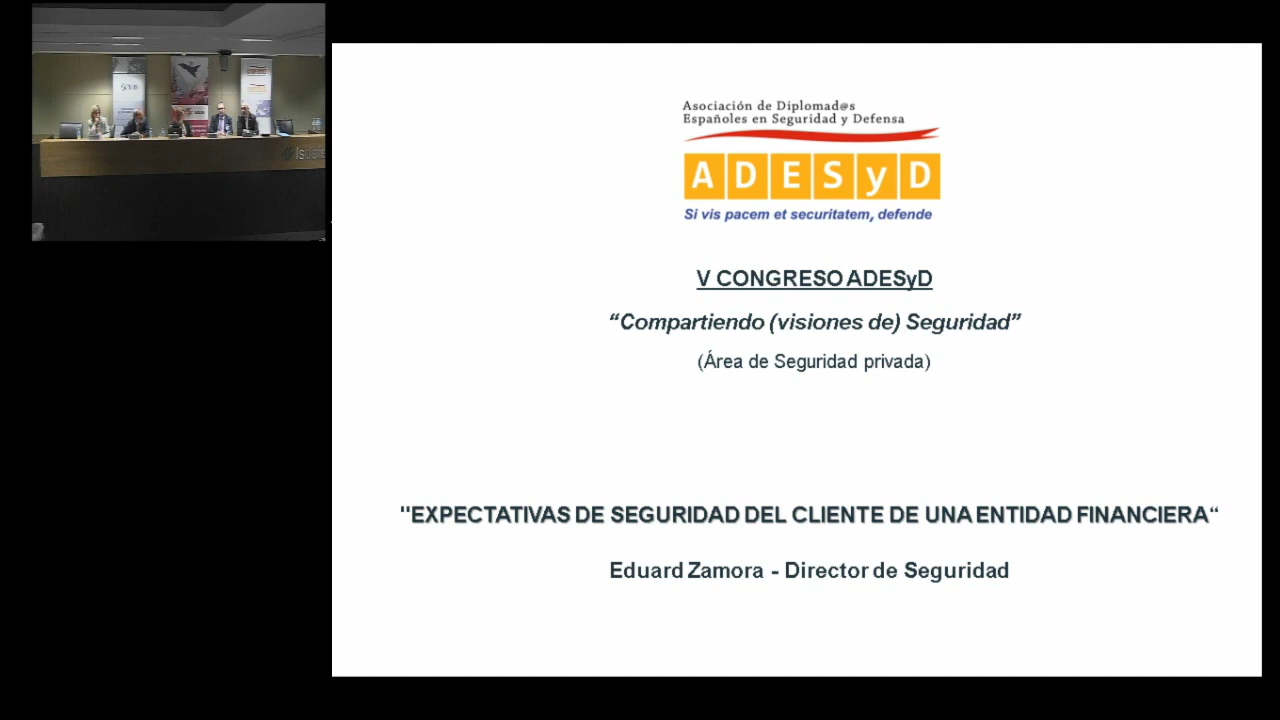 Asociación de Diplomad@s
Españoles en Seguridad y Defensa
ADESyD
Si vis pacem et securitatem, defende
V CONGRESO ADESyD
“Compartiendo (visiones de) Seguridad”
(Área de Seguridad privada)
"EXPECTATIVAS DE SEGURIDAD DEL CLIENTE DE UNA ENTIDAD FINANCIERA“
Eduard Zamora - Director de Seguridad